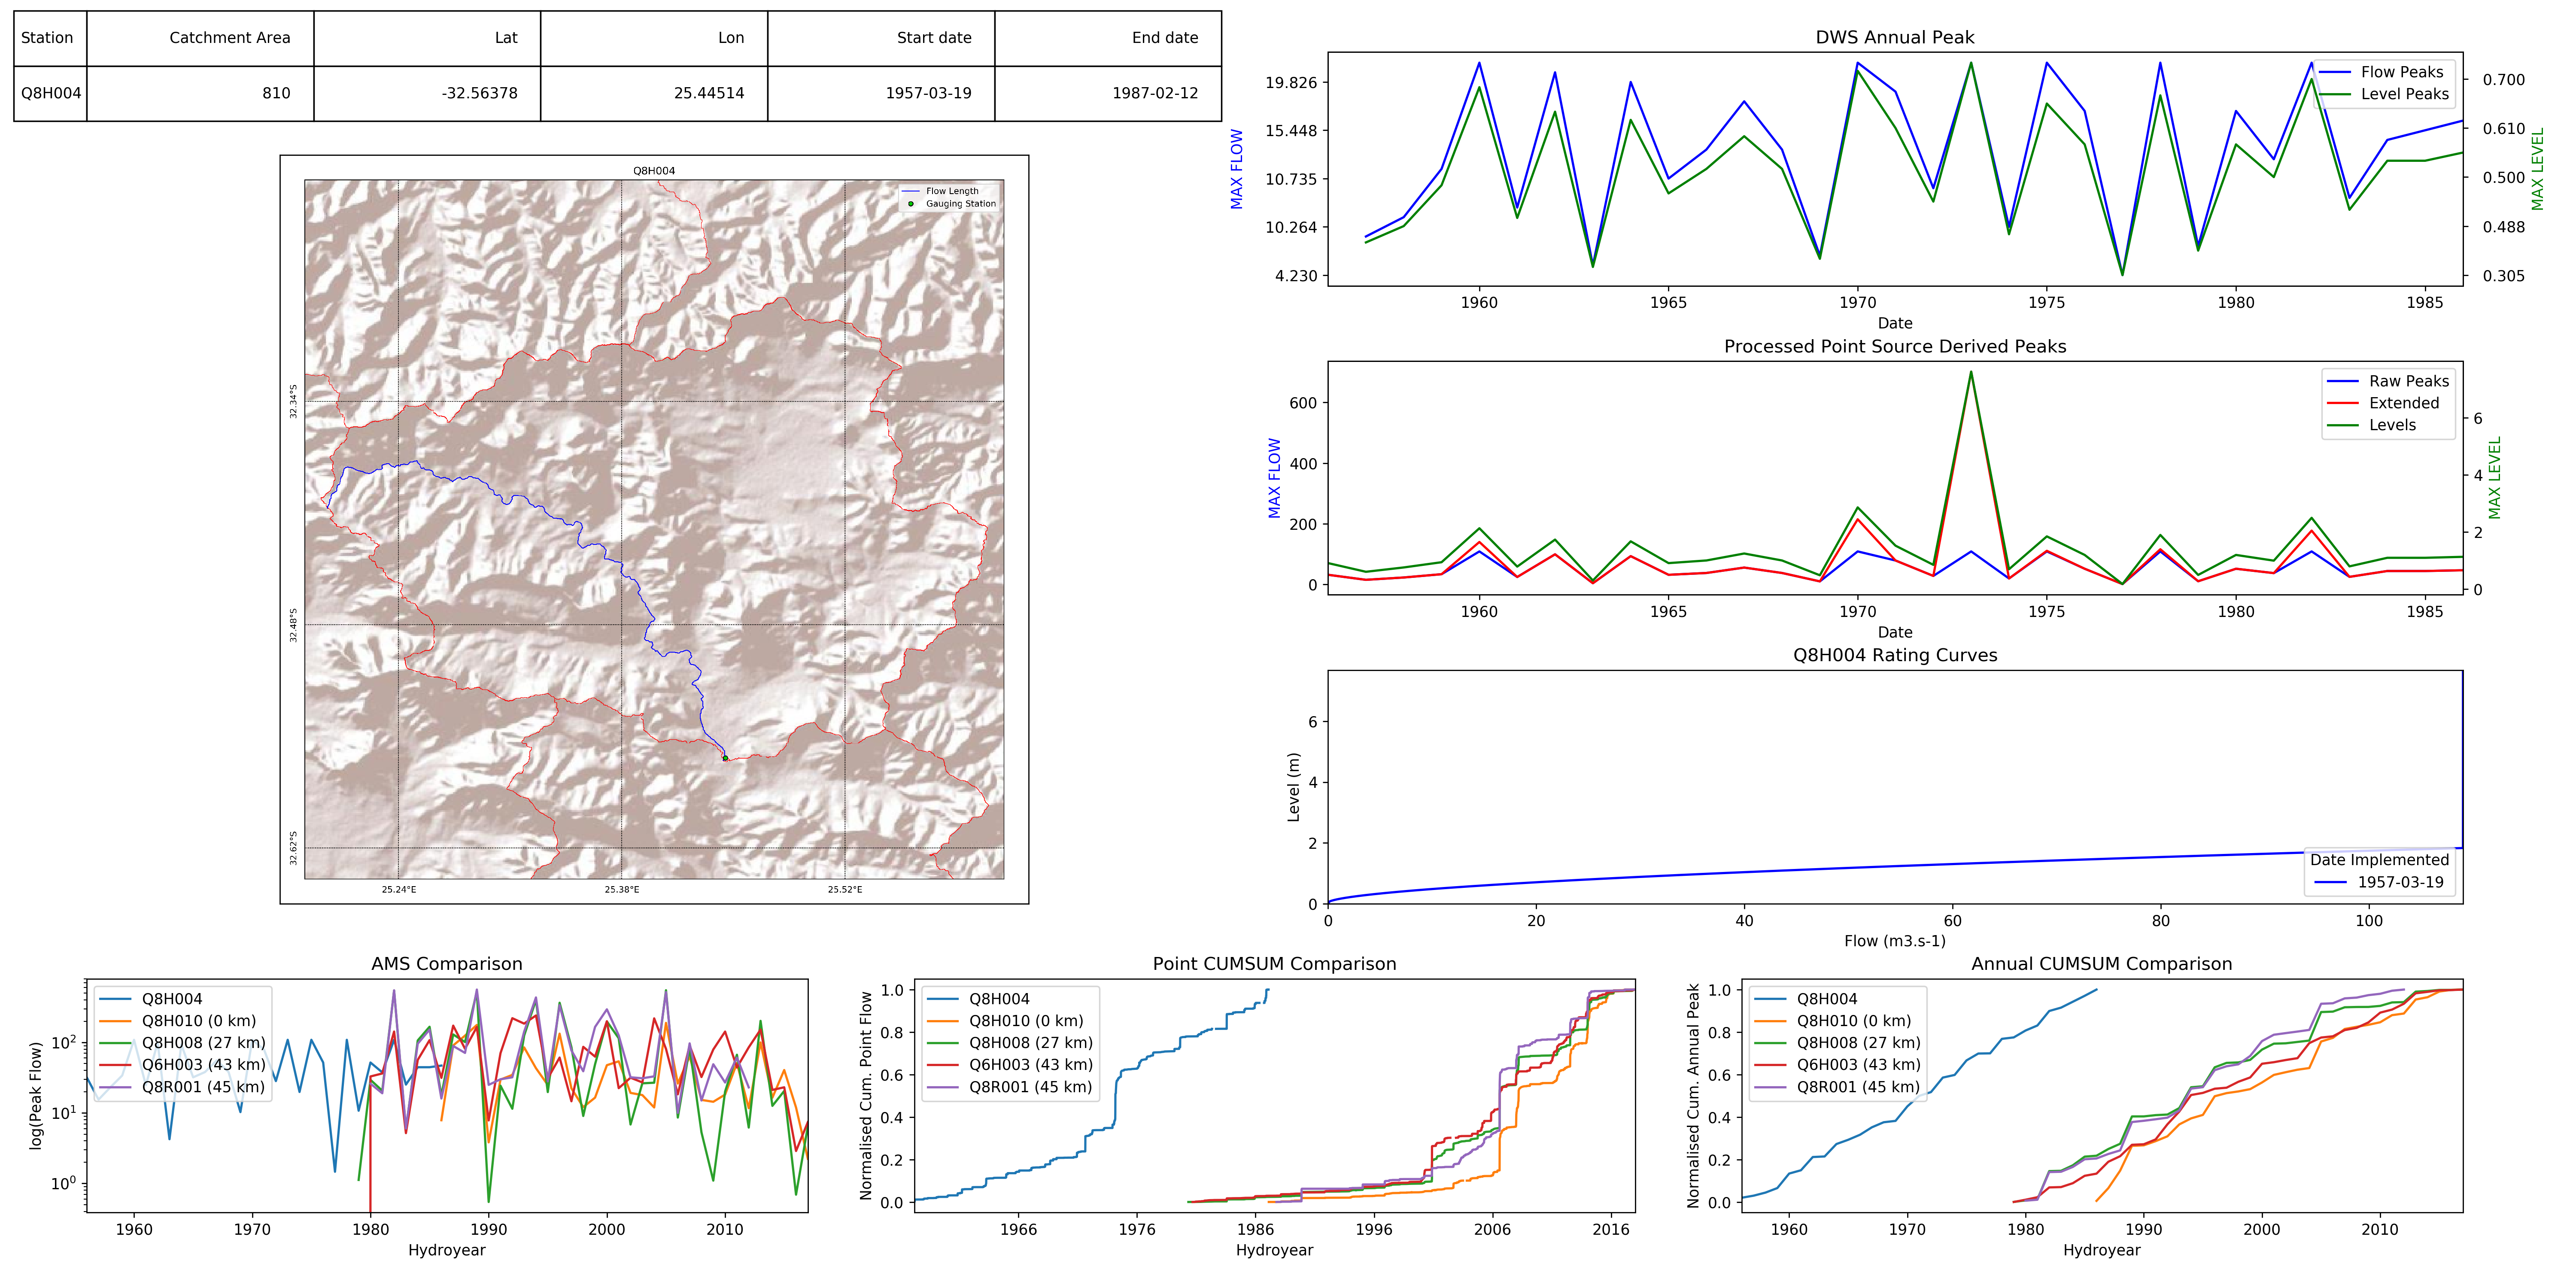 Station Catchment Area Lat Lon Start date End date
Q8H004 810 -32.56378 25.44514 1957-03-19 1987-02-12
Q8H004
Flow Length
Gauging Station
32.34°S
32.48°S
32.62°S
25.24°E 25.38°E 25.52°E
DWS Annual Peak
Flow Peaks
Level Peaks
MAX FLOW
19.826
15.448
10.735
10.264
4.230
0.700
0.610
0.500
0.488
0.305
MAX LEVEL
1960 1965 1970 1975 1980 1985
Date
Processed Point Source Derived Peaks
Raw Peaks
Extended
Levels
MAX FLOW
600
400
200
0
6
4
2
0
MAX LEVEL
1960 1965 1970 1975 1980 1985
Date
Q8H004 Rating Curves
Level (m)
6
4
2
0
Date Implemented
1957-03-19
0 20 40 60 80 100
Flow (m3.s-1)
AMS Comparison
Q8H004
Q8H010 (0 km)
Q8H008 (27 km)
Q6H003 (43 km)
Q8R001 (45 km)
log(Peak Flow)
10²
10¹
10⁰
1960 1970 1980 1990 2000 2010
Hydroyear
Point CUMSUM Comparison
Q8H004
Q8H010 (0 km)
Q8H008 (27 km)
Q6H003 (43 km)
Q8R001 (45 km)
Normalised Cum. Point Flow
1.0
0.8
0.6
0.4
0.2
0.0
1966 1976 1986 1996 2006 2016
Hydroyear
Annual CUMSUM Comparison
Q8H004
Q8H010 (0 km)
Q8H008 (27 km)
Q6H003 (43 km)
Q8R001 (45 km)
Normalised Cum. Annual Peak
1.0
0.8
0.6
0.4
0.2
0.0
1960 1970 1980 1990 2000 2010
Hydroyear